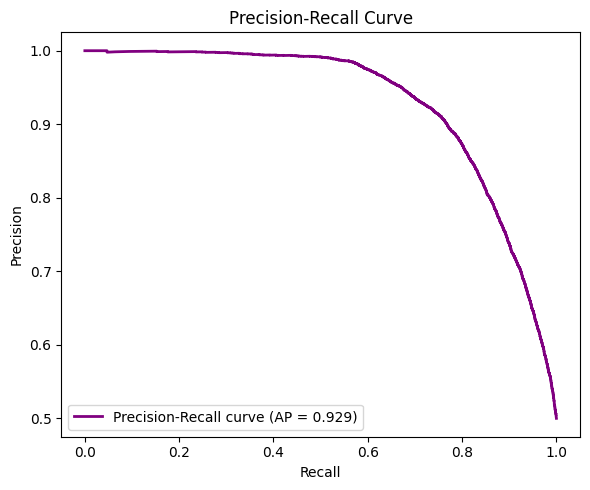 Precision-Recall Curve
1.0
0.9
0.8
0.7
0.6
0.5
Precision
Precision-Recall curve (AP = 0.929)
0.0 0.2 0.4 0.6 0.8 1.0
Recall